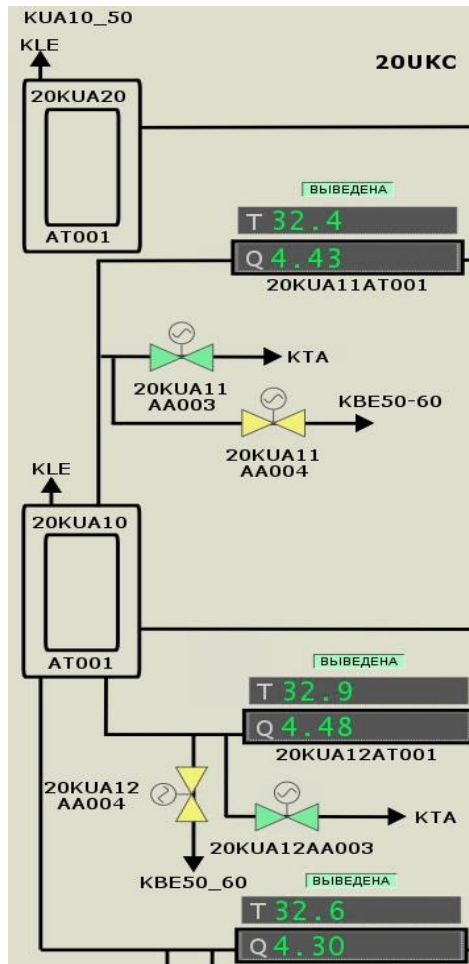 KUA10_50
KLE
20UKC
20KUA20
AT001
ВЫВЕДЕНА
T 32.4
Q 4.43
20KUA11AT001
KTA
20KUA11
AA003
KBE50-60
20KUA11
AA004
KLE
20KUA10
AT001
ВЫВЕДЕНА
T 32.9
Q 4.48
20KUA12AT001
20KUA12
AA004
KTA
20KUA12AA003
KBE50_60
ВЫВЕДЕНА
T 32.6
Q 4.30